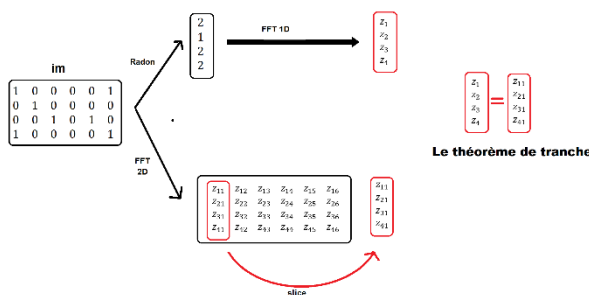 im
1 0 0 0 0 1
0 1 0 0 0 0
0 0 1 0 1 0
1 0 0 0 0 1
Radon
2
1
2
2
FFT 1D
z₁
z₂
z₃
z₄
FFT
2D
z₁₁ z₁₂ z₁₃ z₁₄ z₁₅ z₁₆
z₂₁ z₂₂ z₂₃ z₂₄ z₂₅ z₂₆
z₃₁ z₃₂ z₃₃ z₃₄ z₃₅ z₃₆
z₄₁ z₄₂ z₄₃ z₄₄ z₄₅ z₄₆
slice
z₁₁
z₂₁
z₃₁
z₄₁
z₁ = z₁₁
z₂ z₂₁
z₃ z₃₁
z₄ z₄₁
Le théorème de tranche